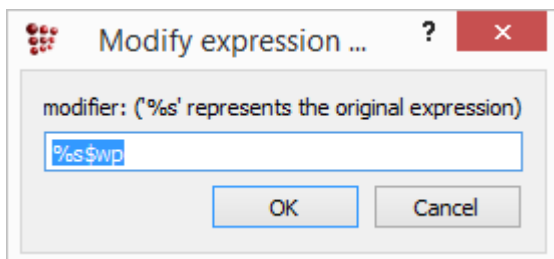 Modify expression ... ? ×
modifier: ('%s' represents the original expression)
%s$wp
OK Cancel